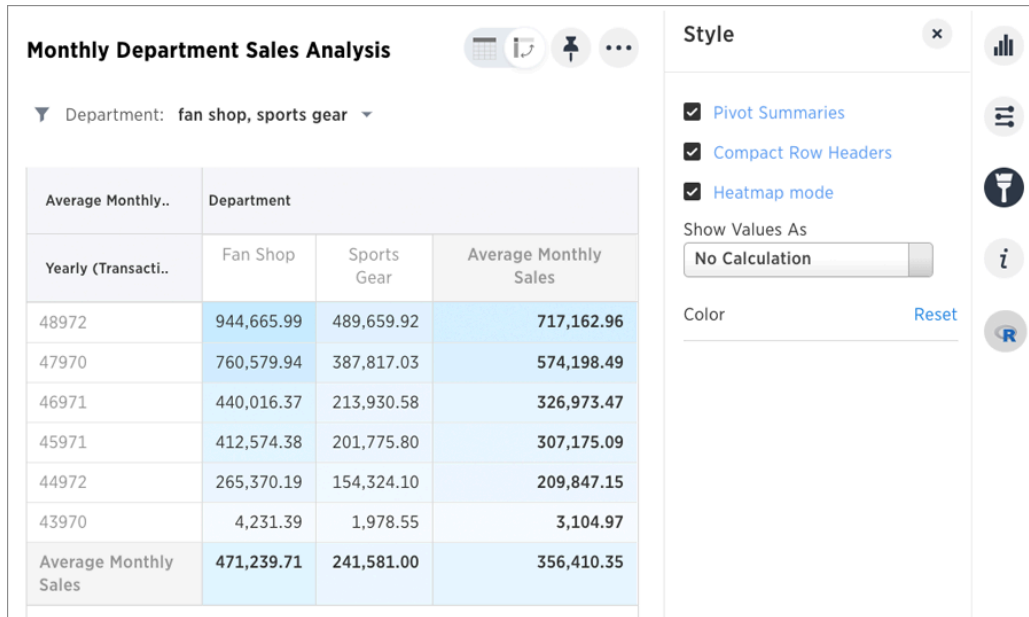 Monthly Department Sales Analysis
Department: fan shop, sports gear
Average Monthly.. Department
Yearly (Transacti.. Fan Shop Sports Gear Average Monthly Sales
48972 944,665.99 489,659.92 717,162.96
47970 760,579.94 387,817.03 574,198.49
46971 440,016.37 213,930.58 326,973.47
45971 412,574.38 201,775.80 307,175.09
44972 265,370.19 154,324.10 209,847.15
43970 4,231.39 1,978.55 3,104.97
Average Monthly Sales 471,239.71 241,581.00 356,410.35
Style
Pivot Summaries
Compact Row Headers
Heatmap mode
Show Values As
No Calculation
Color Reset
i
R